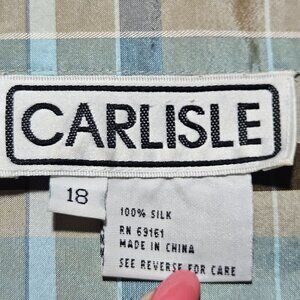 CARLISLE
18
100% SILK
RN 69161
MADE IN CHINA
SEE REVERSE FOR CARE